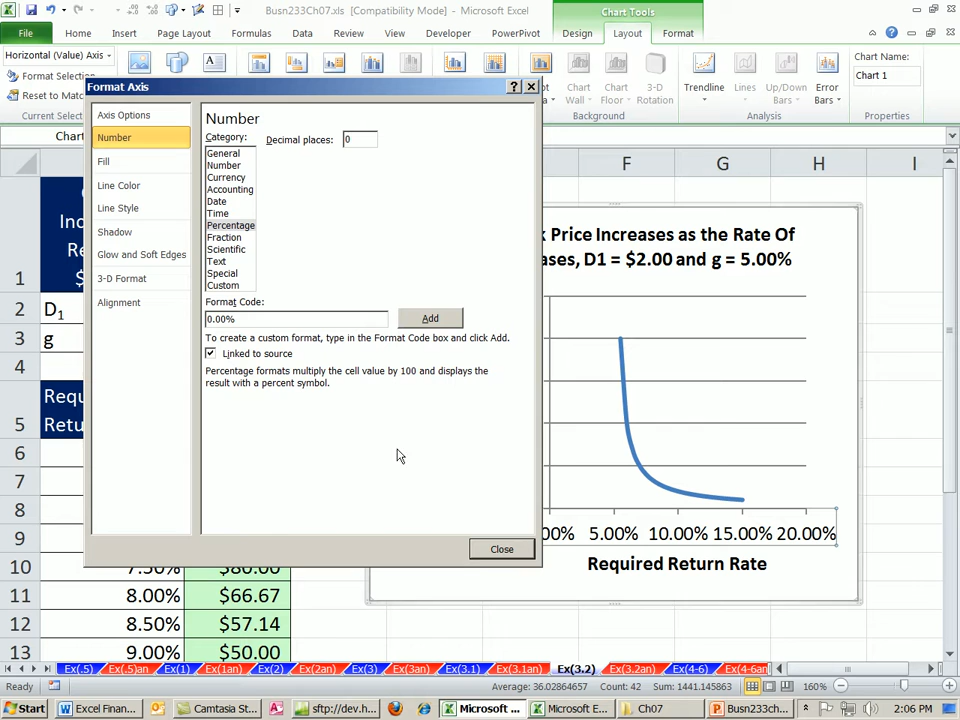 Busn233Ch07.xls [Compatibility Mode] - Microsoft Excel
Chart Tools
File Home Insert Page Layout Formulas Data Review View Developer PowerPivot Design Layout Format
Horizontal (Value) Axis
Format Selec
Reset to Matc
Current Selec
Trendline
Lines
Up/Down Bars
Error Bars
Chart Wall
Chart Floor
3-D Rotation
Background
Analysis
Chart Name:
Chart 1
Properties
Chart
Format Axis
Axis Options
Number
Fill
Line Color
Line Style
Shadow
Glow and Soft Edges
3-D Format
Alignment
Number
Category:
General
Number
Currency
Accounting
Date
Time
Percentage
Fraction
Scientific
Text
Special
Custom
Decimal places: 0
Format Code:
0.00%
Add
To create a custom format, type in the Format Code box and click Add.
Linked to source
Percentage formats multiply the cell value by 100 and displays the
result with a percent symbol.
Close
F G H I
1
2 D1
3 g
4
5 Requ
Retu
6
7
8
9
10 7.50% $80.00
11 8.00% $66.67
12 8.50% $57.14
13 9.00% $50.00
k Price Increases as the Rate Of
ases, D1 = $2.00 and g = 5.00%
00% 5.00% 10.00% 15.00% 20.00%
Required Return Rate
Ex(.5) Ex(.5)an Ex(1) Ex(1an) Ex(2) Ex(2an) Ex(3) Ex(3an) Ex(3.1) Ex(3.1an) Ex(3.2) Ex(3.2an) Ex(4-6) Ex(4-6an
Ready
Average: 36.02864657 Count: 42 Sum: 1441.145863
160%
Start
Excel Finan...
Camtasia St...
sftp://dev.h...
Microsoft ...
Microsoft E...
Ch07
Busn233ch...
2:06 PM